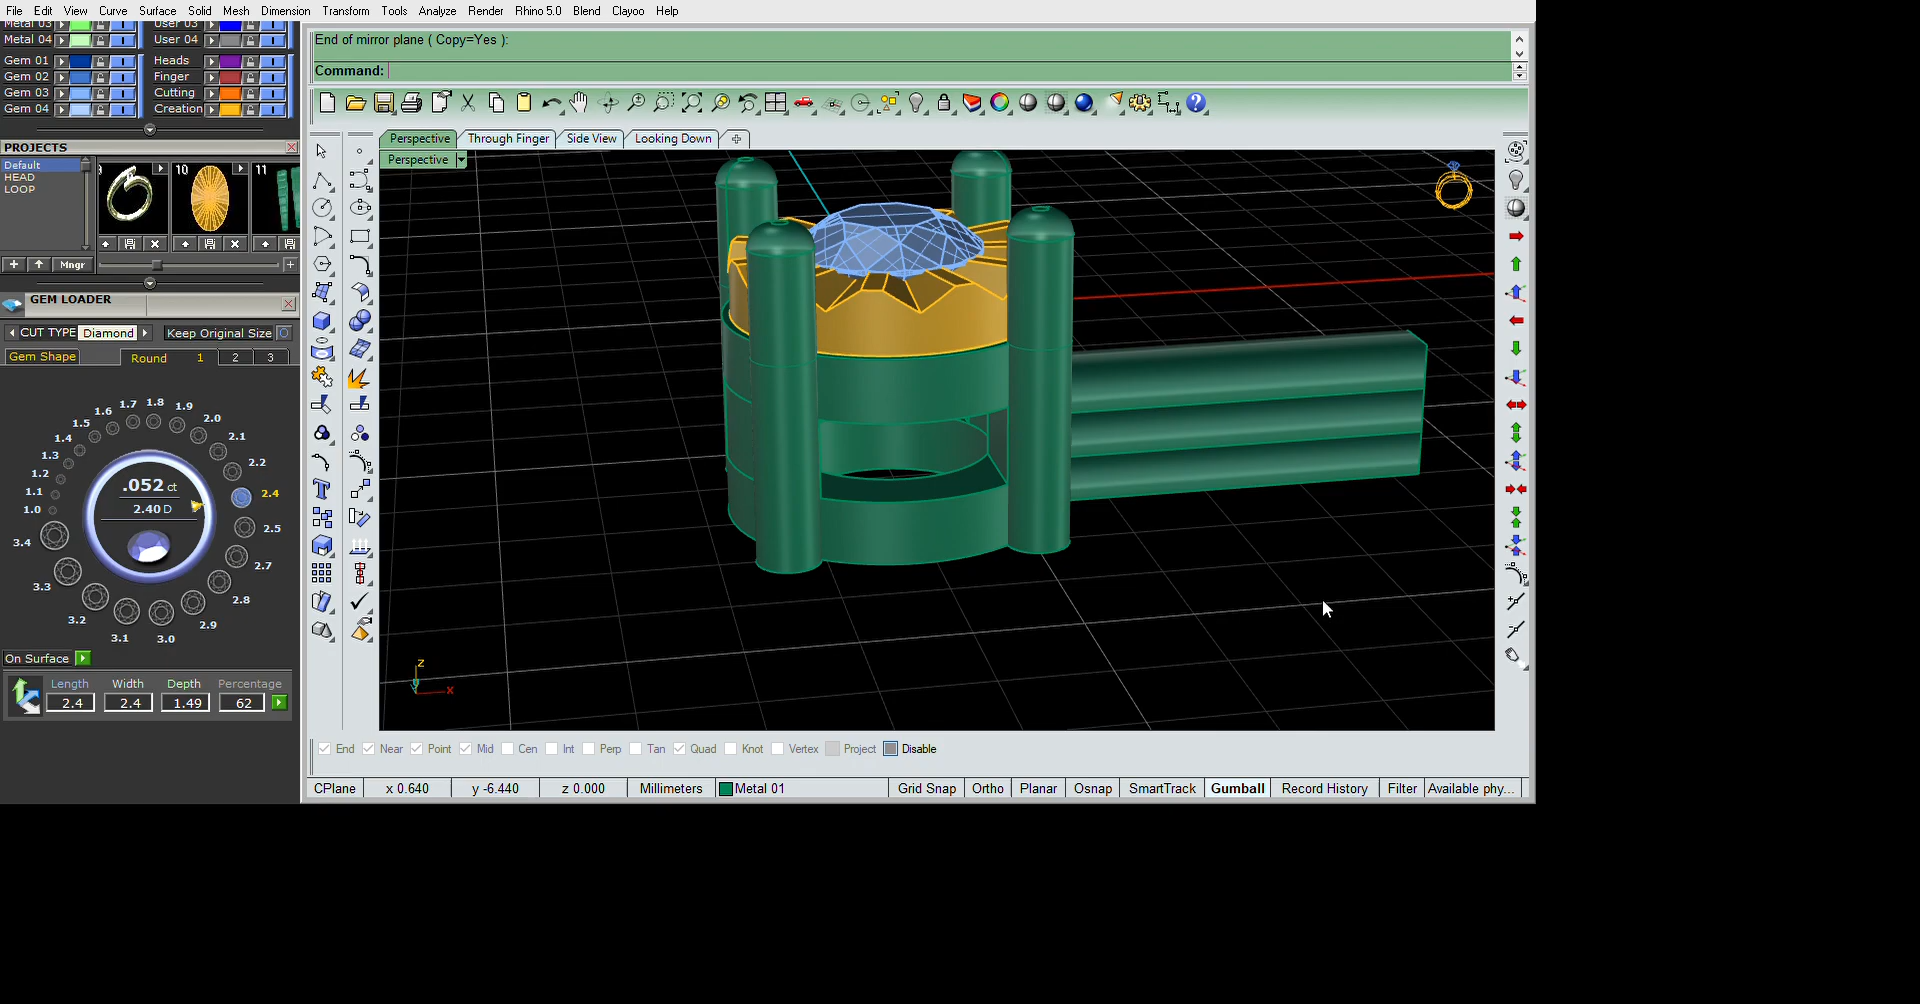 File Edit View Curve Surface Solid Mesh Dimension Transform Tools Analyze Render Rhino 5.0 Blend Clayoo Help
Metal 03 User 03
Metal 04 User 04
Gem 01 Heads
Gem 02 Finger
Gem 03 Cutting
Gem 04 Creation
PROJECTS
Default
HEAD
LOOP
9 10 11
Mngr
GEM LOADER
CUT TYPE Diamond Keep Original Size
Gem Shape Round 1 2 3
1.0
1.1
1.2
1.3
1.4
1.5
1.6
1.7
1.8
1.9
2.0
2.1
2.2
2.4
2.5
2.7
2.8
2.9
3.0
3.1
3.2
3.3
3.4
.052 ct
2.40 D
On Surface
Length Width Depth Percentage
2.4 2.4 1.49 62
End of mirror plane ( Copy=Yes ):
Command:
Perspective Through Finger Side View Looking Down
Perspective
z
x
End Near Point Mid Cen Int Perp Tan Quad Knot Vertex Project Disable
CPlane x 0.640 y -6.440 z 0.000 Millimeters Metal 01 Grid Snap Ortho Planar Osnap SmartTrack Gumball Record History Filter Available phy...